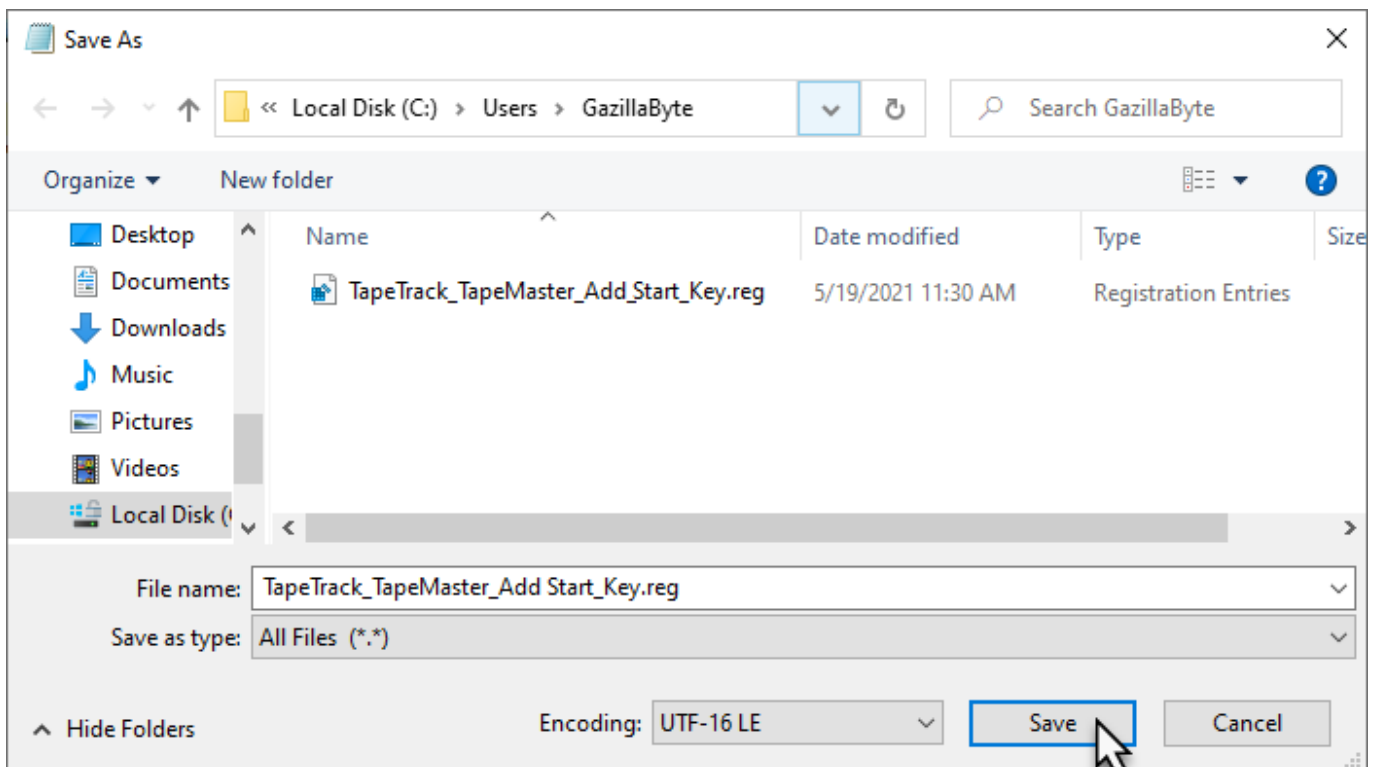 Save As
« Local Disk (C:) > Users > GazillaByte
Search GazillaByte
Organize
New folder
?
Name
Date modified
Type
Size
TapeTrack_TapeMaster_Add_Start_Key.reg
5/19/2021 11:30 AM
Registration Entries
Desktop
Documents
Downloads
Music
Pictures
Videos
Local Disk (
File name: TapeTrack_TapeMaster_Add Start_Key.reg
Save as type: All Files (*.*)
Hide Folders
Encoding: UTF-16 LE
Save
Cancel